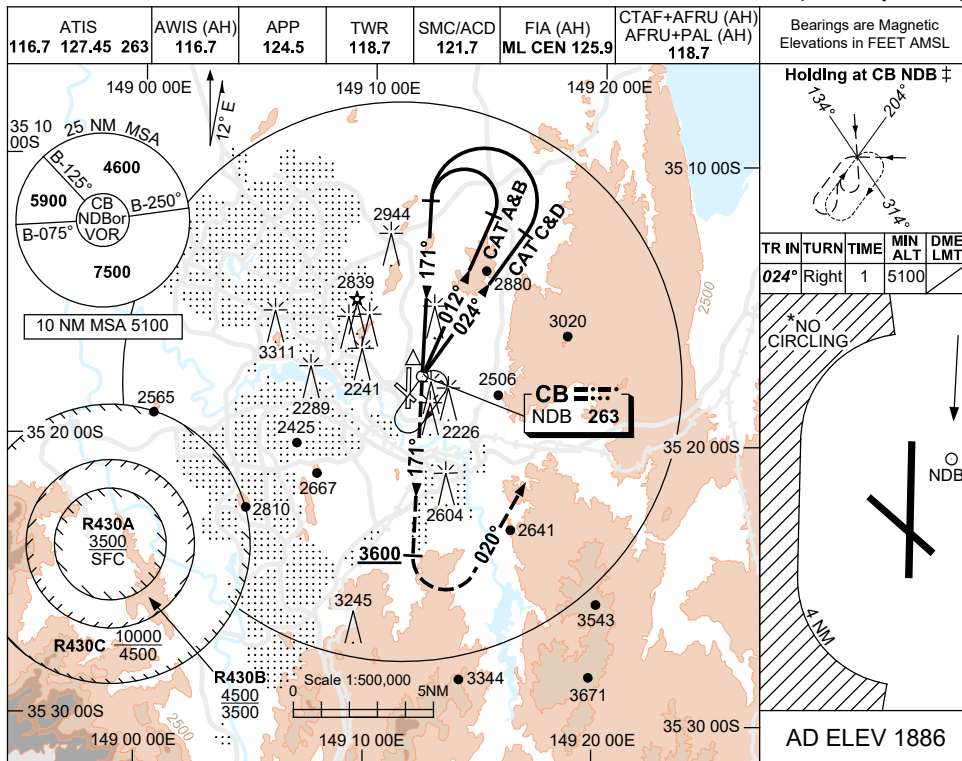 ATIS
116.7 127.45 263
AWIS (AH)
116.7
APP
124.5
TWR
118.7
SMC/ACD
121.7
FIA (AH)
ML CEN 125.9
CTAF+AFRU (AH)
AFRU+PAL (AH)
118.7
Bearings are Magnetic
Elevations in FEET AMSL
149 00 00E
149 10 00E
149 20 00E
Holding at CB NDB ‡
134°
204°
314°
12° E
35 10
00S
25 NM MSA
B-125°
4600
5900
CB
NDBor
VOR
B-250°
B-075°
7500
10 NM MSA 5100
35 10 00S
TR IN
TURN
TIME
MIN
ALT
DME
LMT
024°
Right
1
5100
2944
2839
3311
2241
2289
171°
CAT A&B
CAT C&D
012°
024°
2880
2500
3020
2506
CB
NDB 263
2226
2565
2425
2667
2810
35 20 00S
35 20 00S
171°
2604
2641
020°
3600
R430A
3500
SFC
R430C
10000
4500
R430B
4500
3500
3245
3543
3344
3671
Scale 1:500,000
0
5NM
35 30 00S
35 30 00S
2500
149 00 00E
149 10 00E
149 20 00E
*NO
CIRCLING
NDB
4 NM
AD ELEV 1886